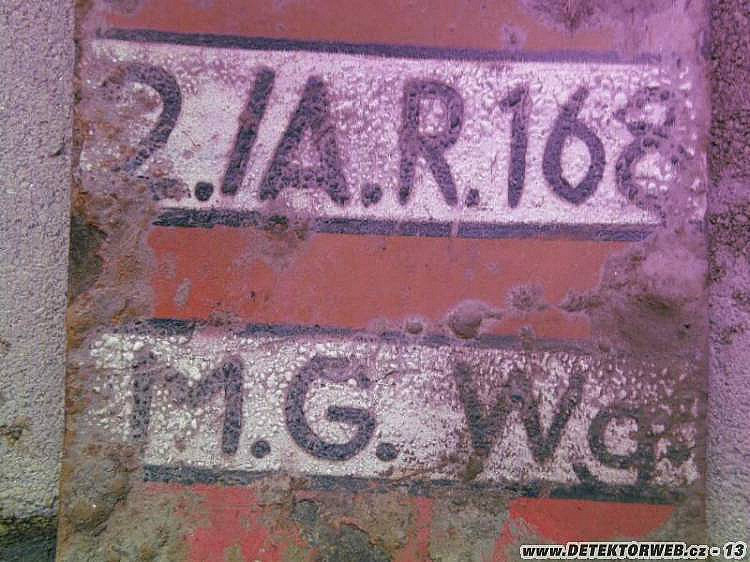 2./A.R.168
M.G. Wg.
www.DETEKTORWEB.cz - 13